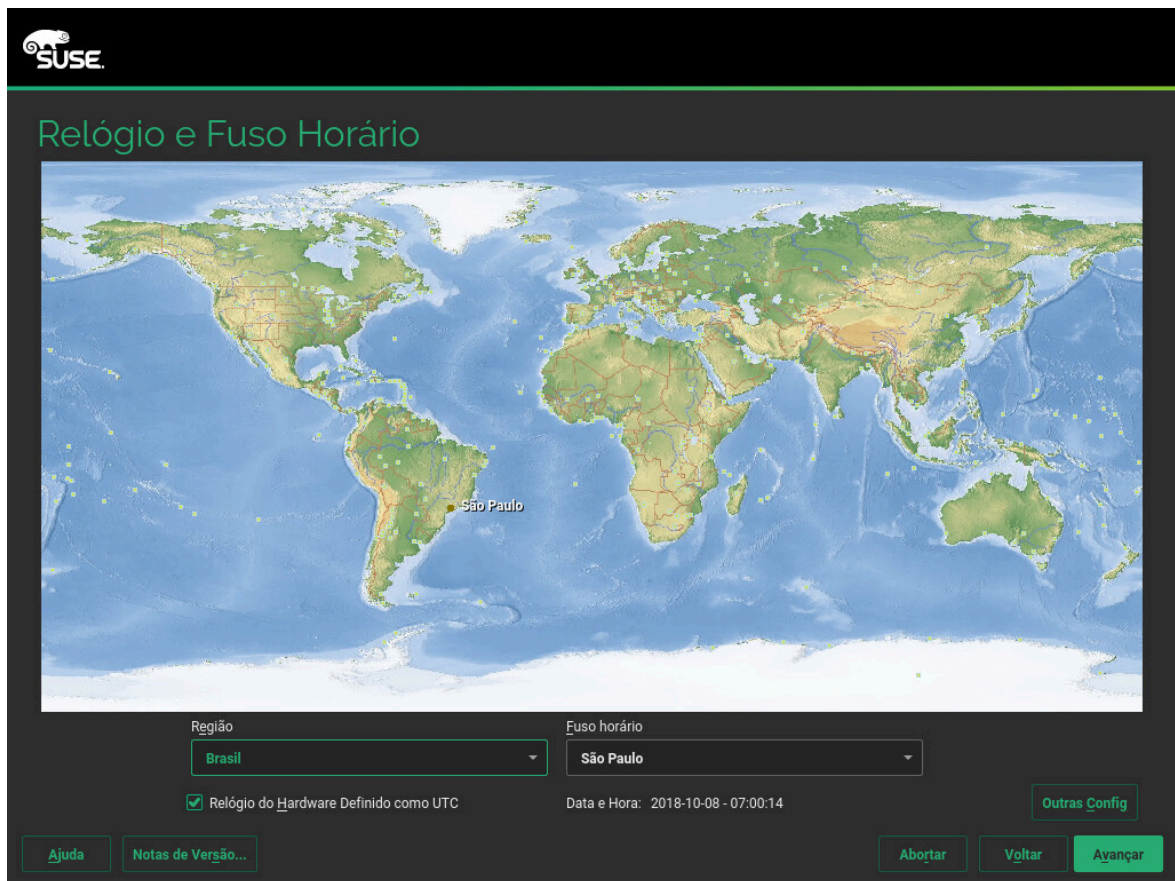 SUSE.
Relógio e Fuso Horário
São Paulo
Região
Fuso horário
Brasil
São Paulo
Relógio do Hardware Definido como UTC
Data e Hora: 2018-10-08 - 07:00:14
Outras Config
Ajuda
Notas de Versão...
Abortar
Voltar
Avançar